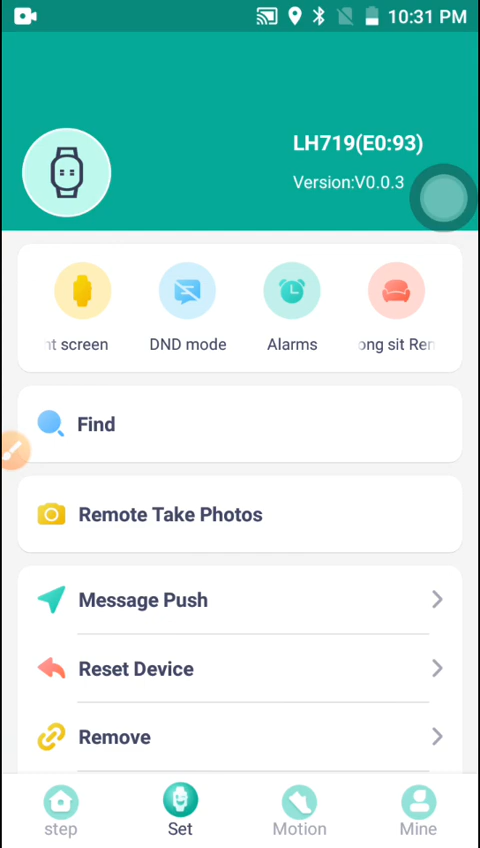 10:31 PM
LH719(E0:93)
Version:V0.0.3
nt screen
DND mode
Alarms
ong sit Ren
Find
Remote Take Photos
Message Push
Reset Device
Remove
step
Set
Motion
Mine